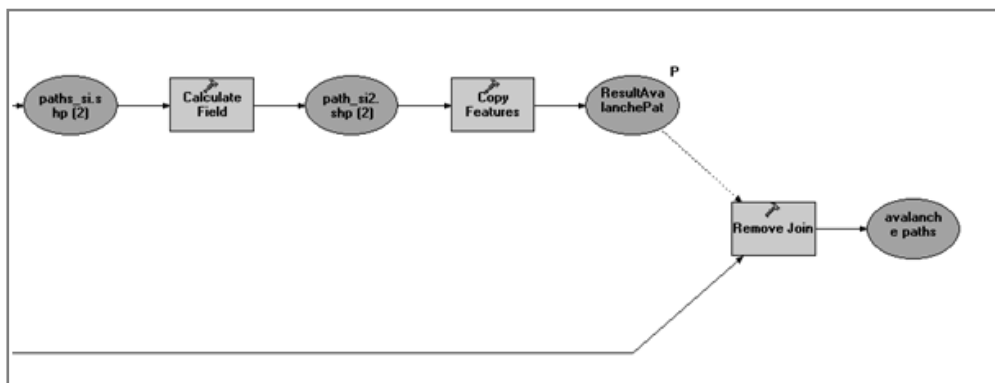 paths_si.s
hp (2)
Calculate
Field
path_si2.
shp (2)
Copy
Features
P
ResultAva
lanchePat
Remove Join
avalanch
e paths